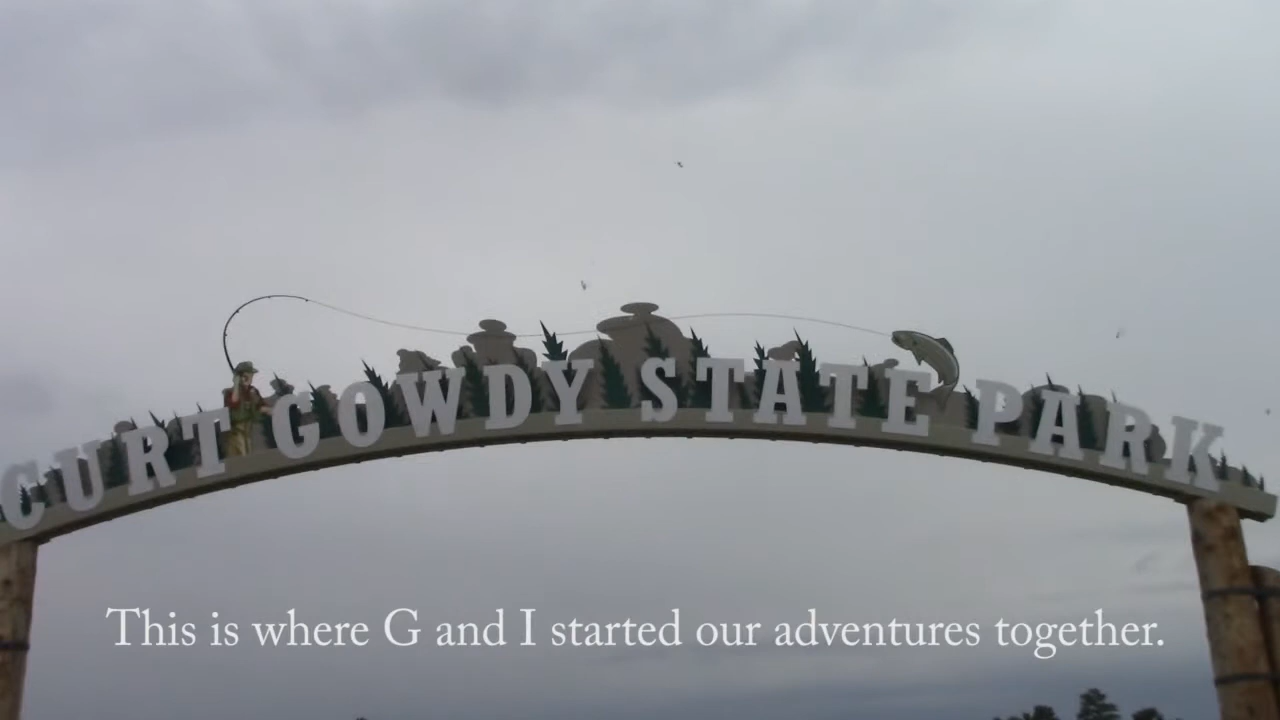 CURT GOWDY STATE PARK
This is where G and I started our adventures together.